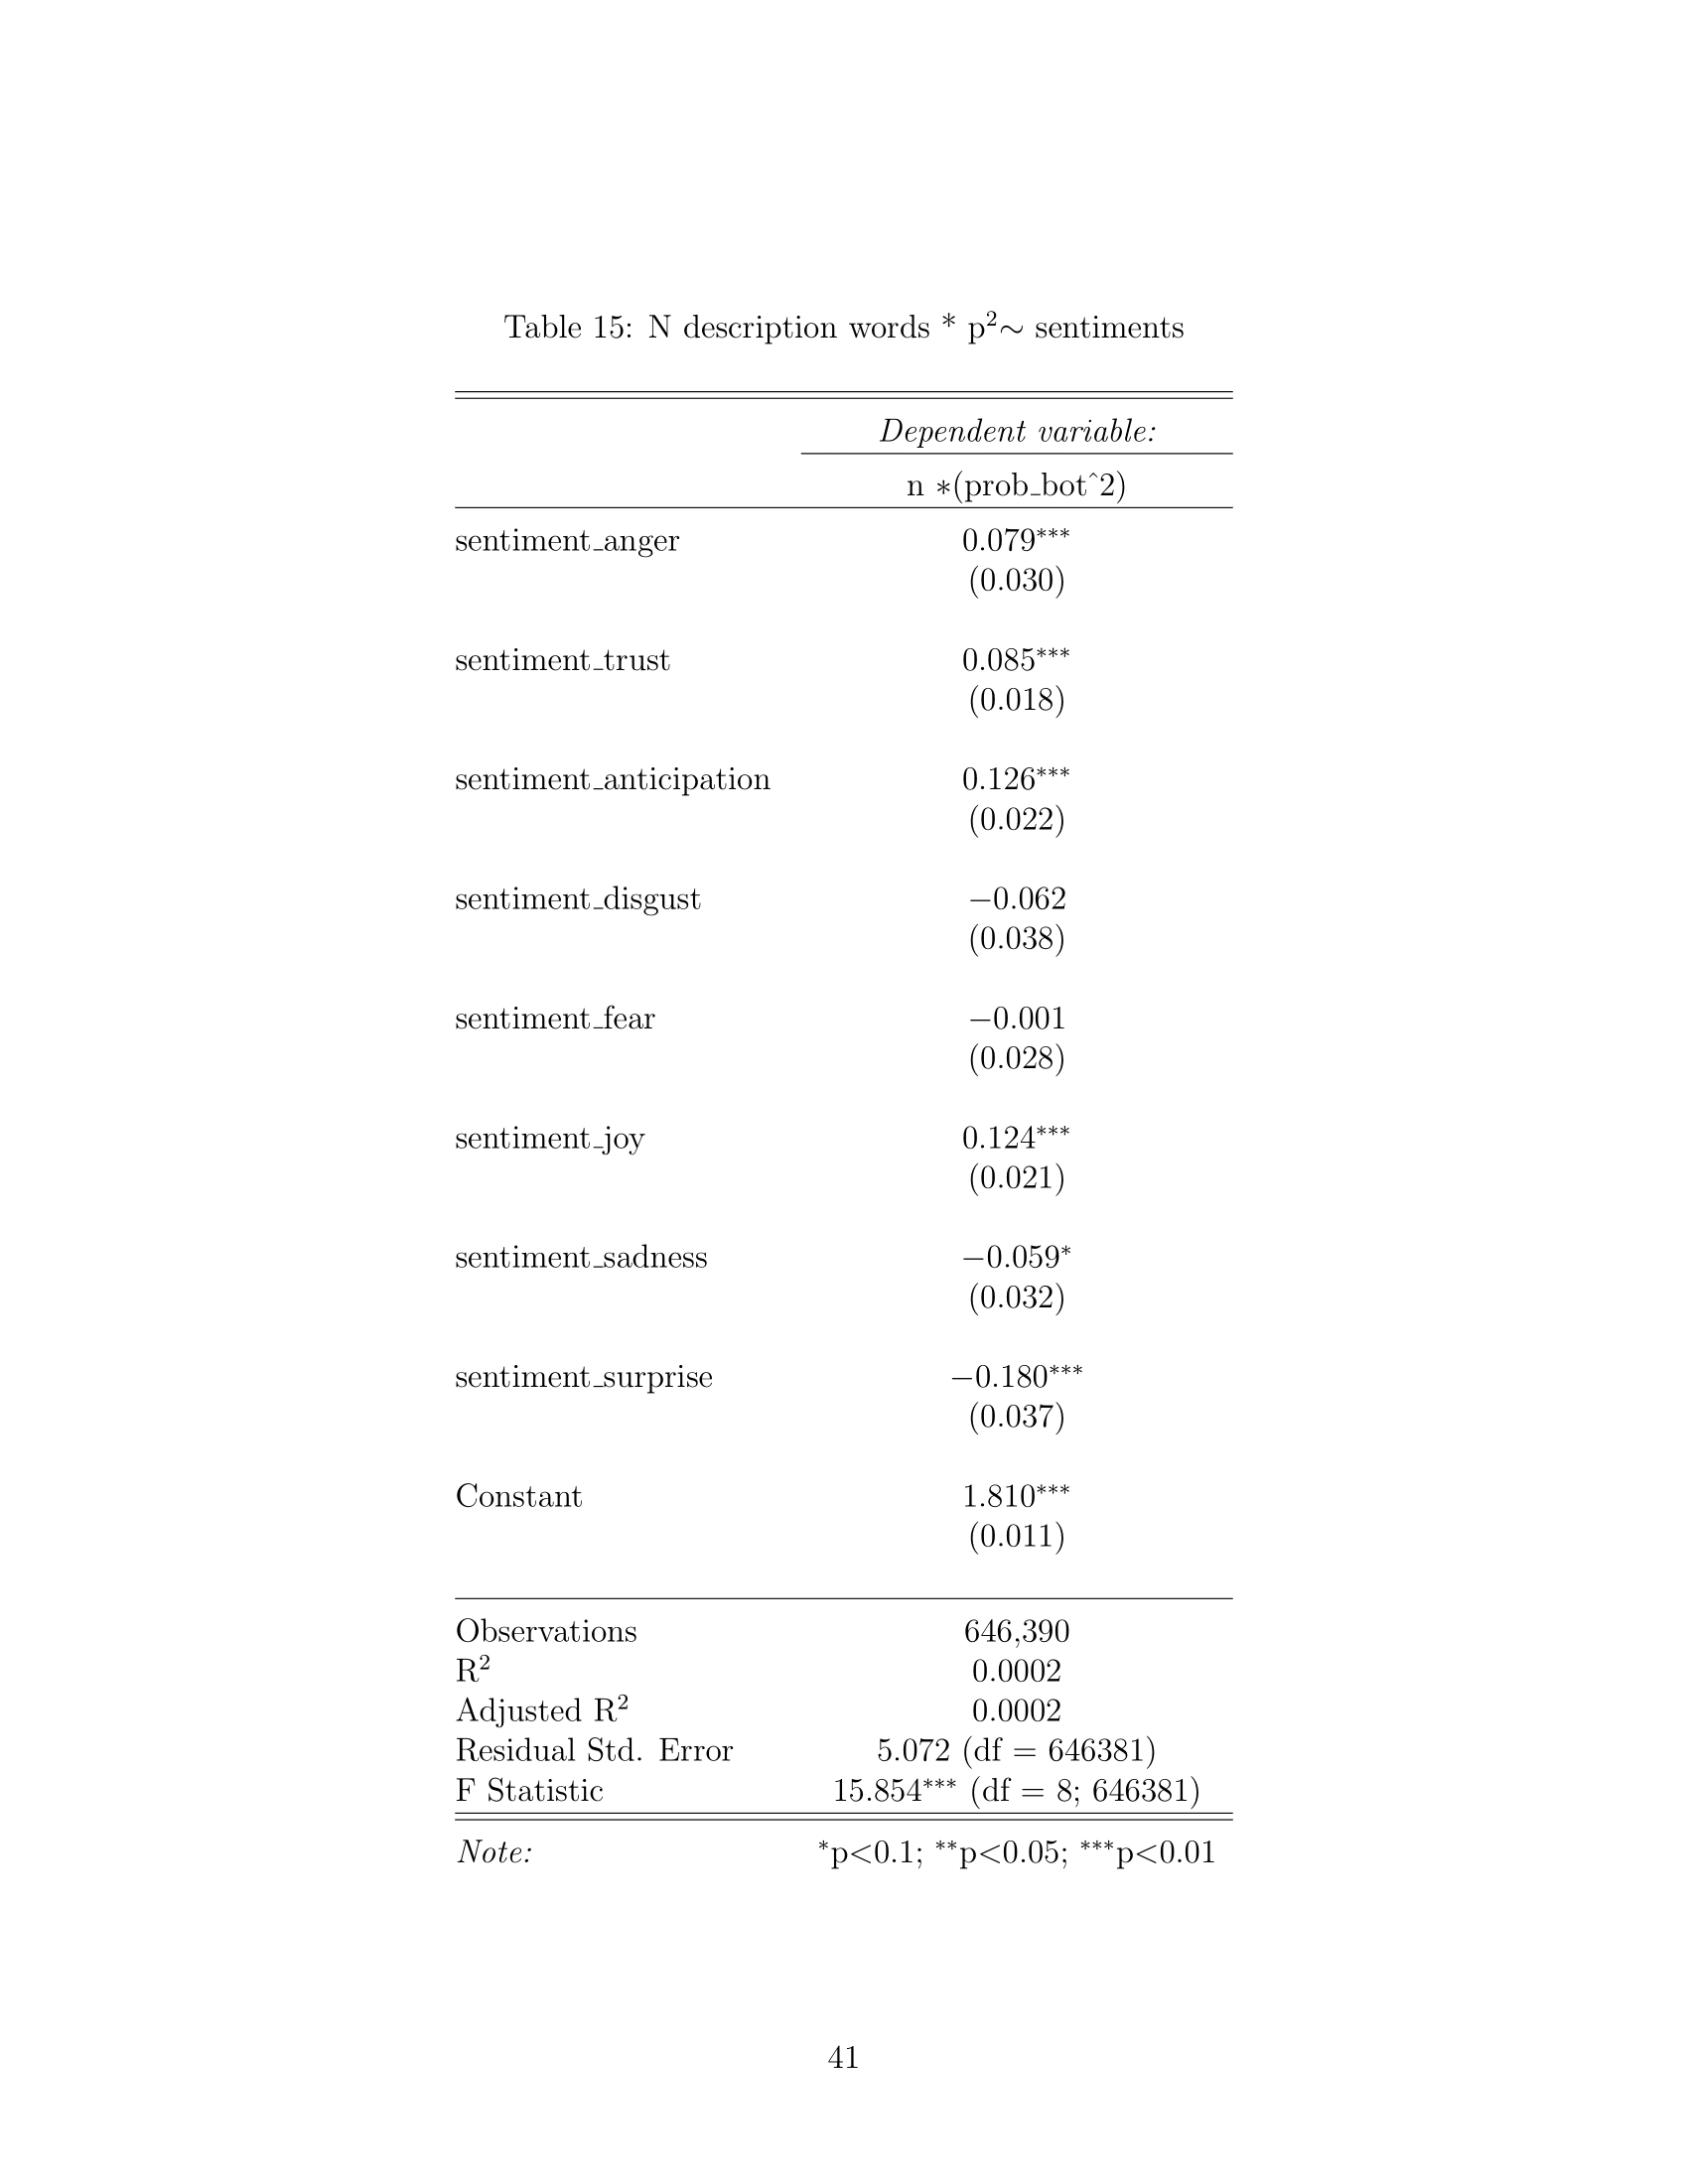 Table 15: N description words * p²∼ sentiments
Dependent variable:
n ∗(prob_botˆ2)
sentiment_anger 0.079***
(0.030)
sentiment_trust 0.085***
(0.018)
sentiment_anticipation 0.126***
(0.022)
sentiment_disgust −0.062
(0.038)
sentiment_fear −0.001
(0.028)
sentiment_joy 0.124***
(0.021)
sentiment_sadness −0.059*
(0.032)
sentiment_surprise −0.180***
(0.037)
Constant 1.810***
(0.011)
Observations 646,390
R² 0.0002
Adjusted R² 0.0002
Residual Std. Error 5.072 (df = 646381)
F Statistic 15.854*** (df = 8; 646381)
Note: *p<0.1; **p<0.05; ***p<0.01
41